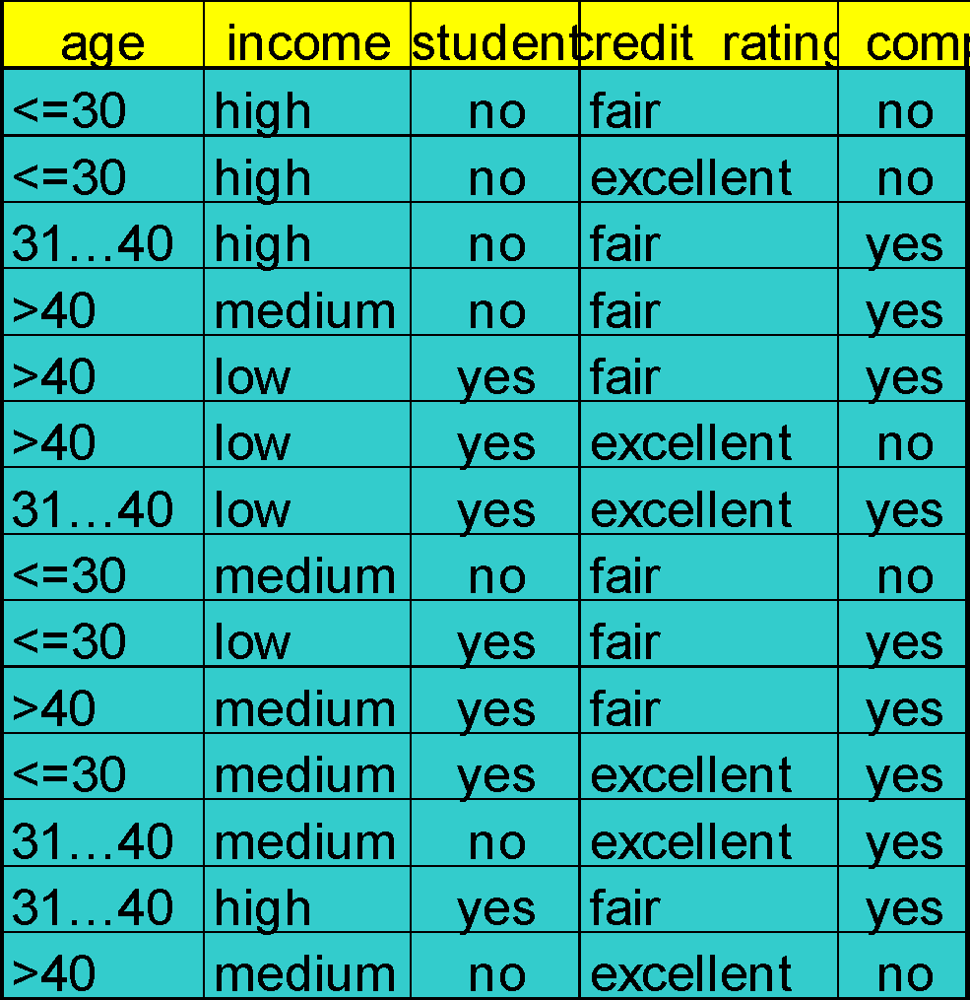 age income student credit_rating comp
<=30 high no fair no
<=30 high no excellent no
31…40 high no fair yes
>40 medium no fair yes
>40 low yes fair yes
>40 low yes excellent no
31…40 low yes excellent yes
<=30 medium no fair no
<=30 low yes fair yes
>40 medium yes fair yes
<=30 medium yes excellent yes
31…40 medium no excellent yes
31…40 high yes fair yes
>40 medium no excellent no